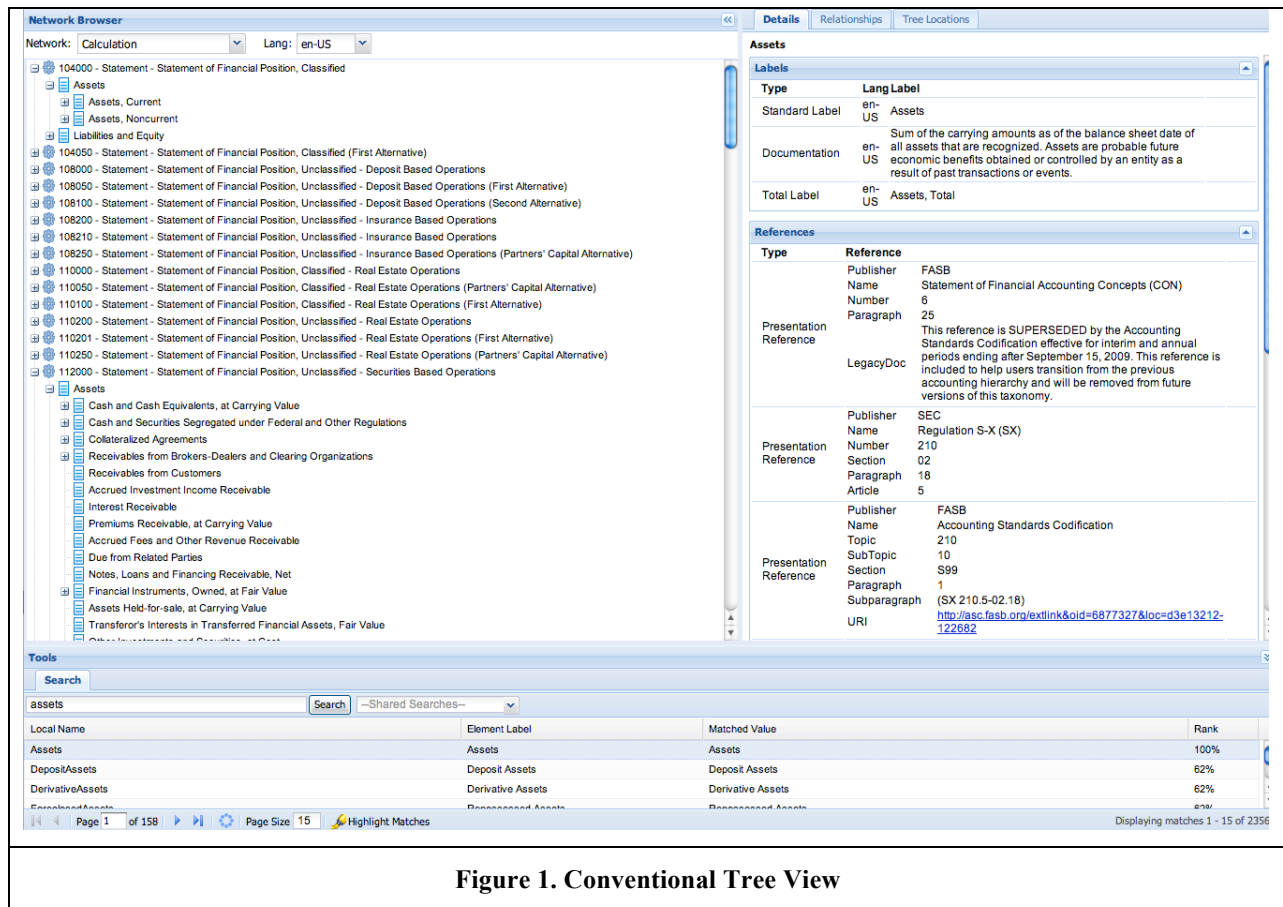 Network Browser
Network: Calculation Lang: en-US
104000 - Statement - Statement of Financial Position, Classified
Assets
Assets, Current
Assets, Noncurrent
Liabilities and Equity
104050 - Statement - Statement of Financial Position, Classified (First Alternative)
108000 - Statement - Statement of Financial Position, Unclassified - Deposit Based Operations
108050 - Statement - Statement of Financial Position, Unclassified - Deposit Based Operations (First Alternative)
108100 - Statement - Statement of Financial Position, Unclassified - Deposit Based Operations (Second Alternative)
108200 - Statement - Statement of Financial Position, Unclassified - Insurance Based Operations
108210 - Statement - Statement of Financial Position, Unclassified - Insurance Based Operations
108250 - Statement - Statement of Financial Position, Unclassified - Insurance Based Operations (Partners' Capital Alternative)
110000 - Statement - Statement of Financial Position, Classified - Real Estate Operations
110050 - Statement - Statement of Financial Position, Classified - Real Estate Operations (Partners' Capital Alternative)
110100 - Statement - Statement of Financial Position, Classified - Real Estate Operations (First Alternative)
110200 - Statement - Statement of Financial Position, Unclassified - Real Estate Operations
110201 - Statement - Statement of Financial Position, Unclassified - Real Estate Operations (First Alternative)
110250 - Statement - Statement of Financial Position, Unclassified - Real Estate Operations (Partners' Capital Alternative)
112000 - Statement - Statement of Financial Position, Unclassified - Securities Based Operations
Assets
Cash and Cash Equivalents, at Carrying Value
Cash and Securities Segregated under Federal and Other Regulations
Collateralized Agreements
Receivables from Brokers-Dealers and Clearing Organizations
Receivables from Customers
Accrued Investment Income Receivable
Interest Receivable
Premiums Receivable, at Carrying Value
Accrued Fees and Other Revenue Receivable
Due from Related Parties
Notes, Loans and Financing Receivable, Net
Financial Instruments, Owned, at Fair Value
Assets Held-for-sale, at Carrying Value
Transferor's Interests in Transferred Financial Assets, Fair Value
Other Investments and Securities, at Cost
Details Relationships Tree Locations
Assets
Labels
Type Lang Label
Standard Label en-US Assets
Documentation en-US Sum of the carrying amounts as of the balance sheet date of
all assets that are recognized. Assets are probable future
economic benefits obtained or controlled by an entity as a
result of past transactions or events.
Total Label en-US Assets, Total
References
Type Reference
Presentation Reference
Publisher FASB
Name Statement of Financial Accounting Concepts (CON)
Number 6
Paragraph 25
LegacyDoc This reference is SUPERSEDED by the Accounting
Standards Codification effective for interim and annual
periods ending after September 15, 2009. This reference is
included to help users transition from the previous
accounting hierarchy and will be removed from future
versions of this taxonomy.
Presentation Reference
Publisher SEC
Name Regulation S-X (SX)
Number 210
Section 02
Paragraph 18
Article 5
Presentation Reference
Publisher FASB
Name Accounting Standards Codification
Topic 210
SubTopic 10
Section S99
Paragraph 1
Subparagraph (SX 210.5-02.18)
URI http://asc.fasb.org/extlink&oid=6877327&loc=d3e13212-
122682
Tools
Search
assets Search --Shared Searches--
Local Name Element Label Matched Value Rank
Assets Assets Assets 100%
DepositAssets Deposit Assets Deposit Assets 62%
DerivativeAssets Derivative Assets Derivative Assets 62%
ForeclosedAssets Repossessed Assets Repossessed Assets 62%
Page 1 of 158 Page Size 15 Highlight Matches Displaying matches 1 - 15 of 2356
Figure 1. Conventional Tree View